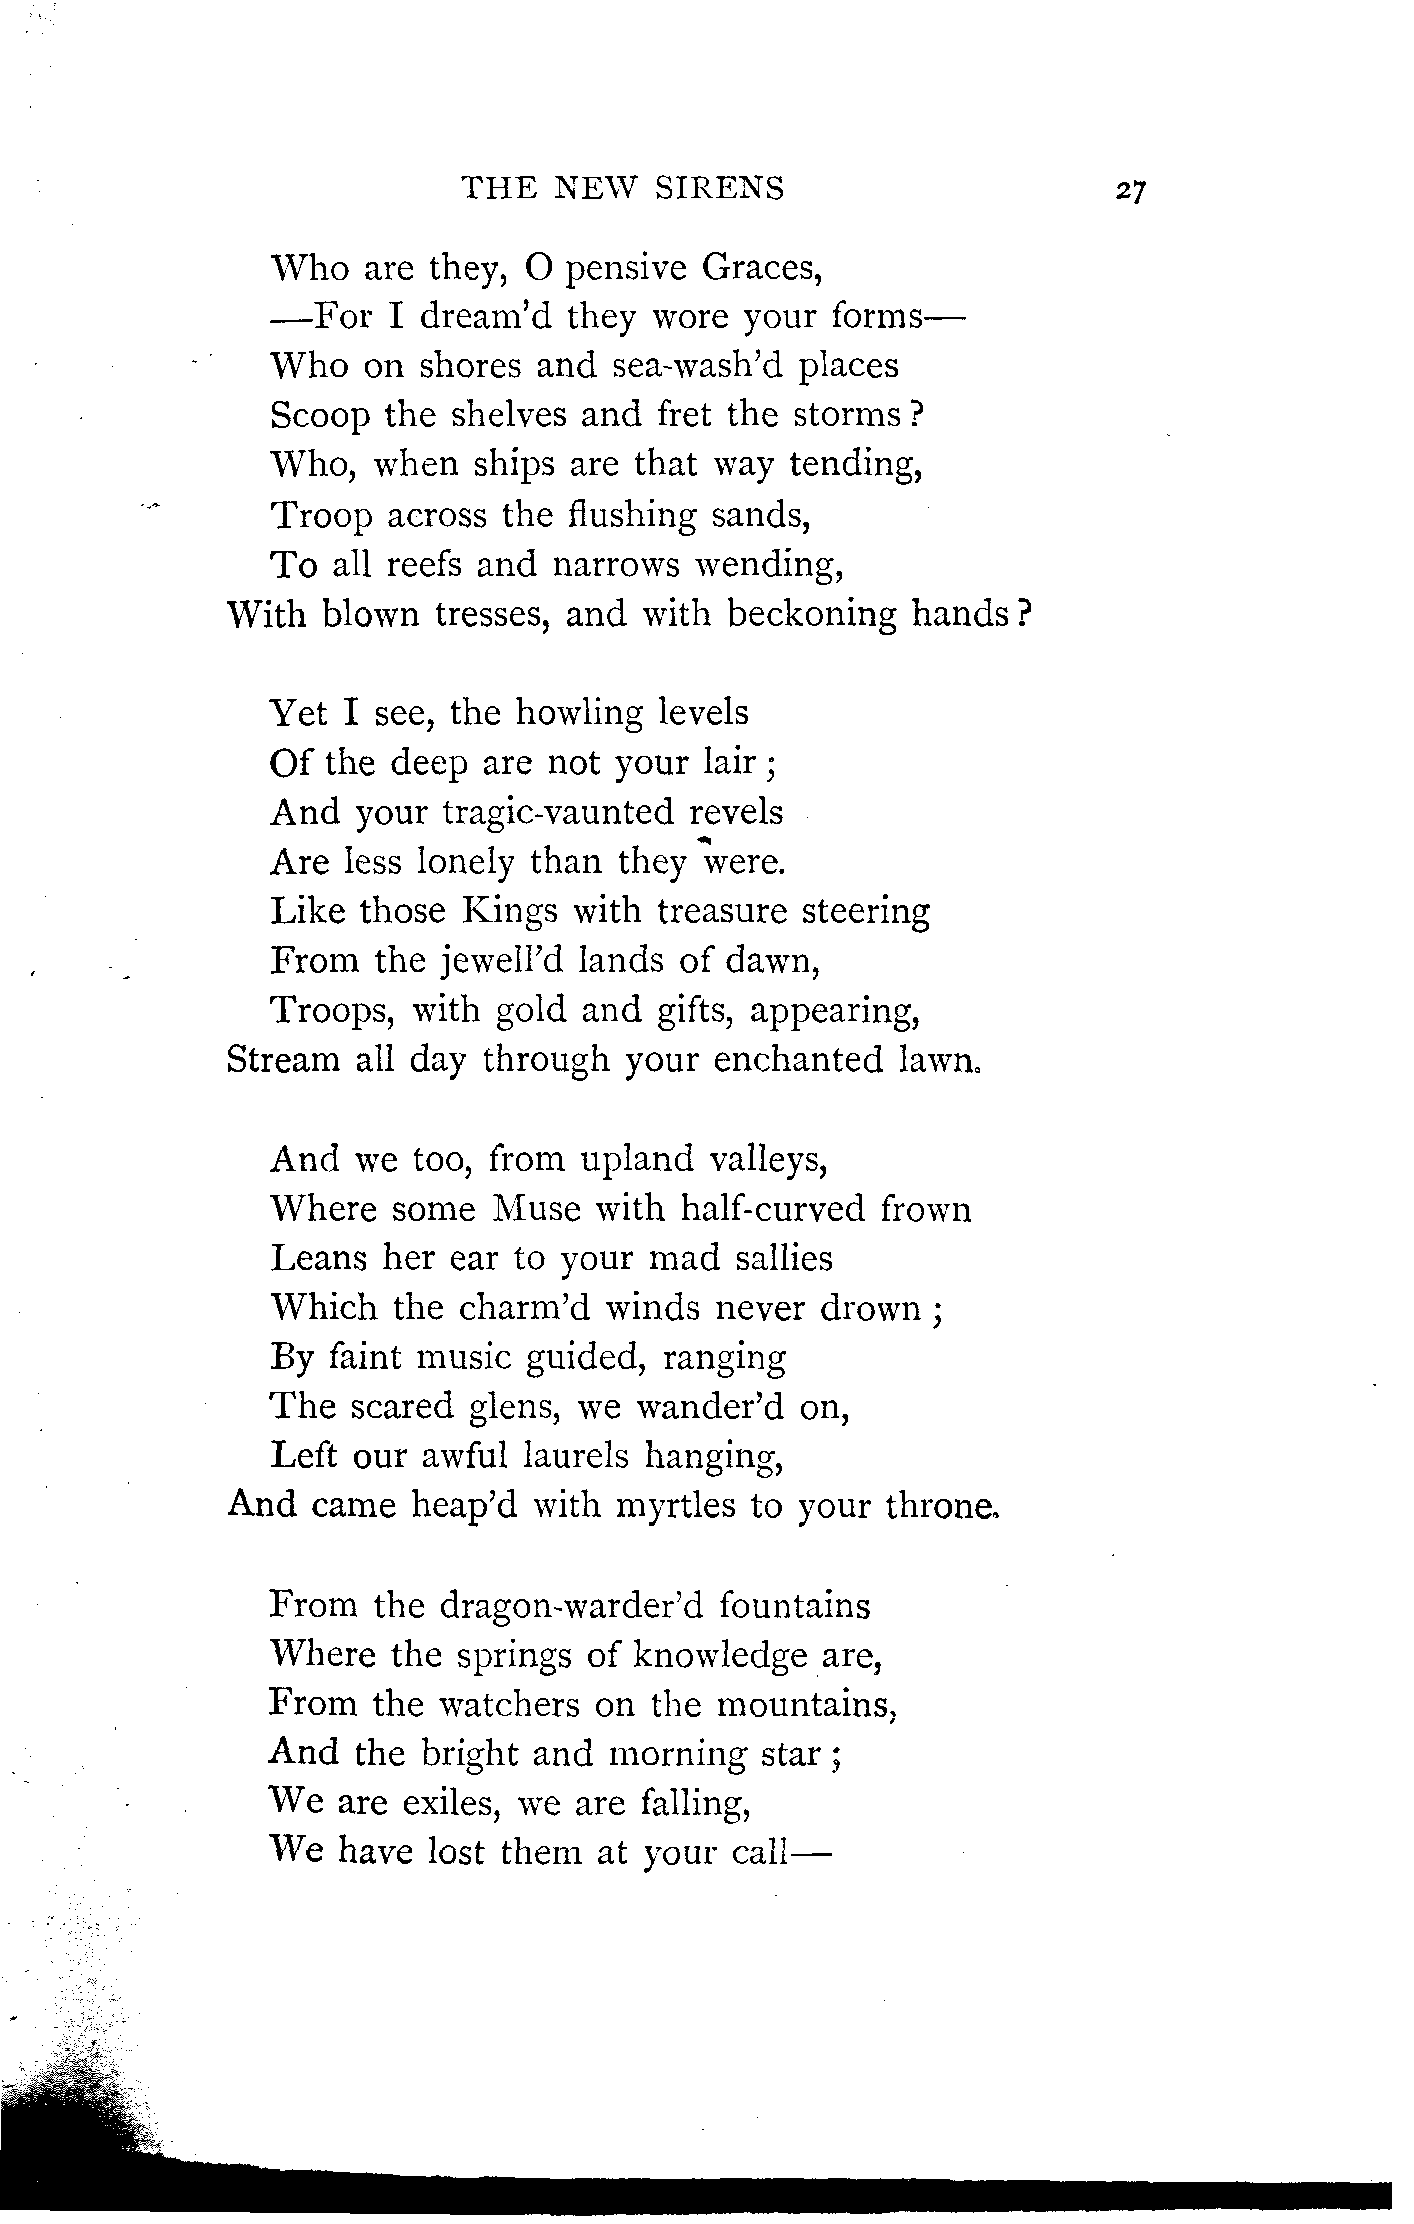 THE NEW SIRENS 27
Who are they, O pensive Graces,
—For I dream'd they wore your forms—
Who on shores and sea-wash'd places
Scoop the shelves and fret the storms?
Who, when ships are that way tending,
Troop across the flushing sands,
To all reefs and narrows wending,
With blown tresses, and with beckoning hands?
Yet I see, the howling levels
Of the deep are not your lair;
And your tragic-vaunted revels
Are less lonely than they were.
Like those Kings with treasure steering
From the jewell'd lands of dawn,
Troops, with gold and gifts, appearing,
Stream all day through your enchanted lawn.
And we too, from upland valleys,
Where some Muse with half-curved frown
Leans her ear to your mad sallies
Which the charm'd winds never drown;
By faint music guided, ranging
The scared glens, we wander'd on,
Left our awful laurels hanging,
And came heap'd with myrtles to your throne.
From the dragon-warder'd fountains
Where the springs of knowledge are,
From the watchers on the mountains,
And the bright and morning star;
We are exiles, we are falling,
We have lost them at your call—